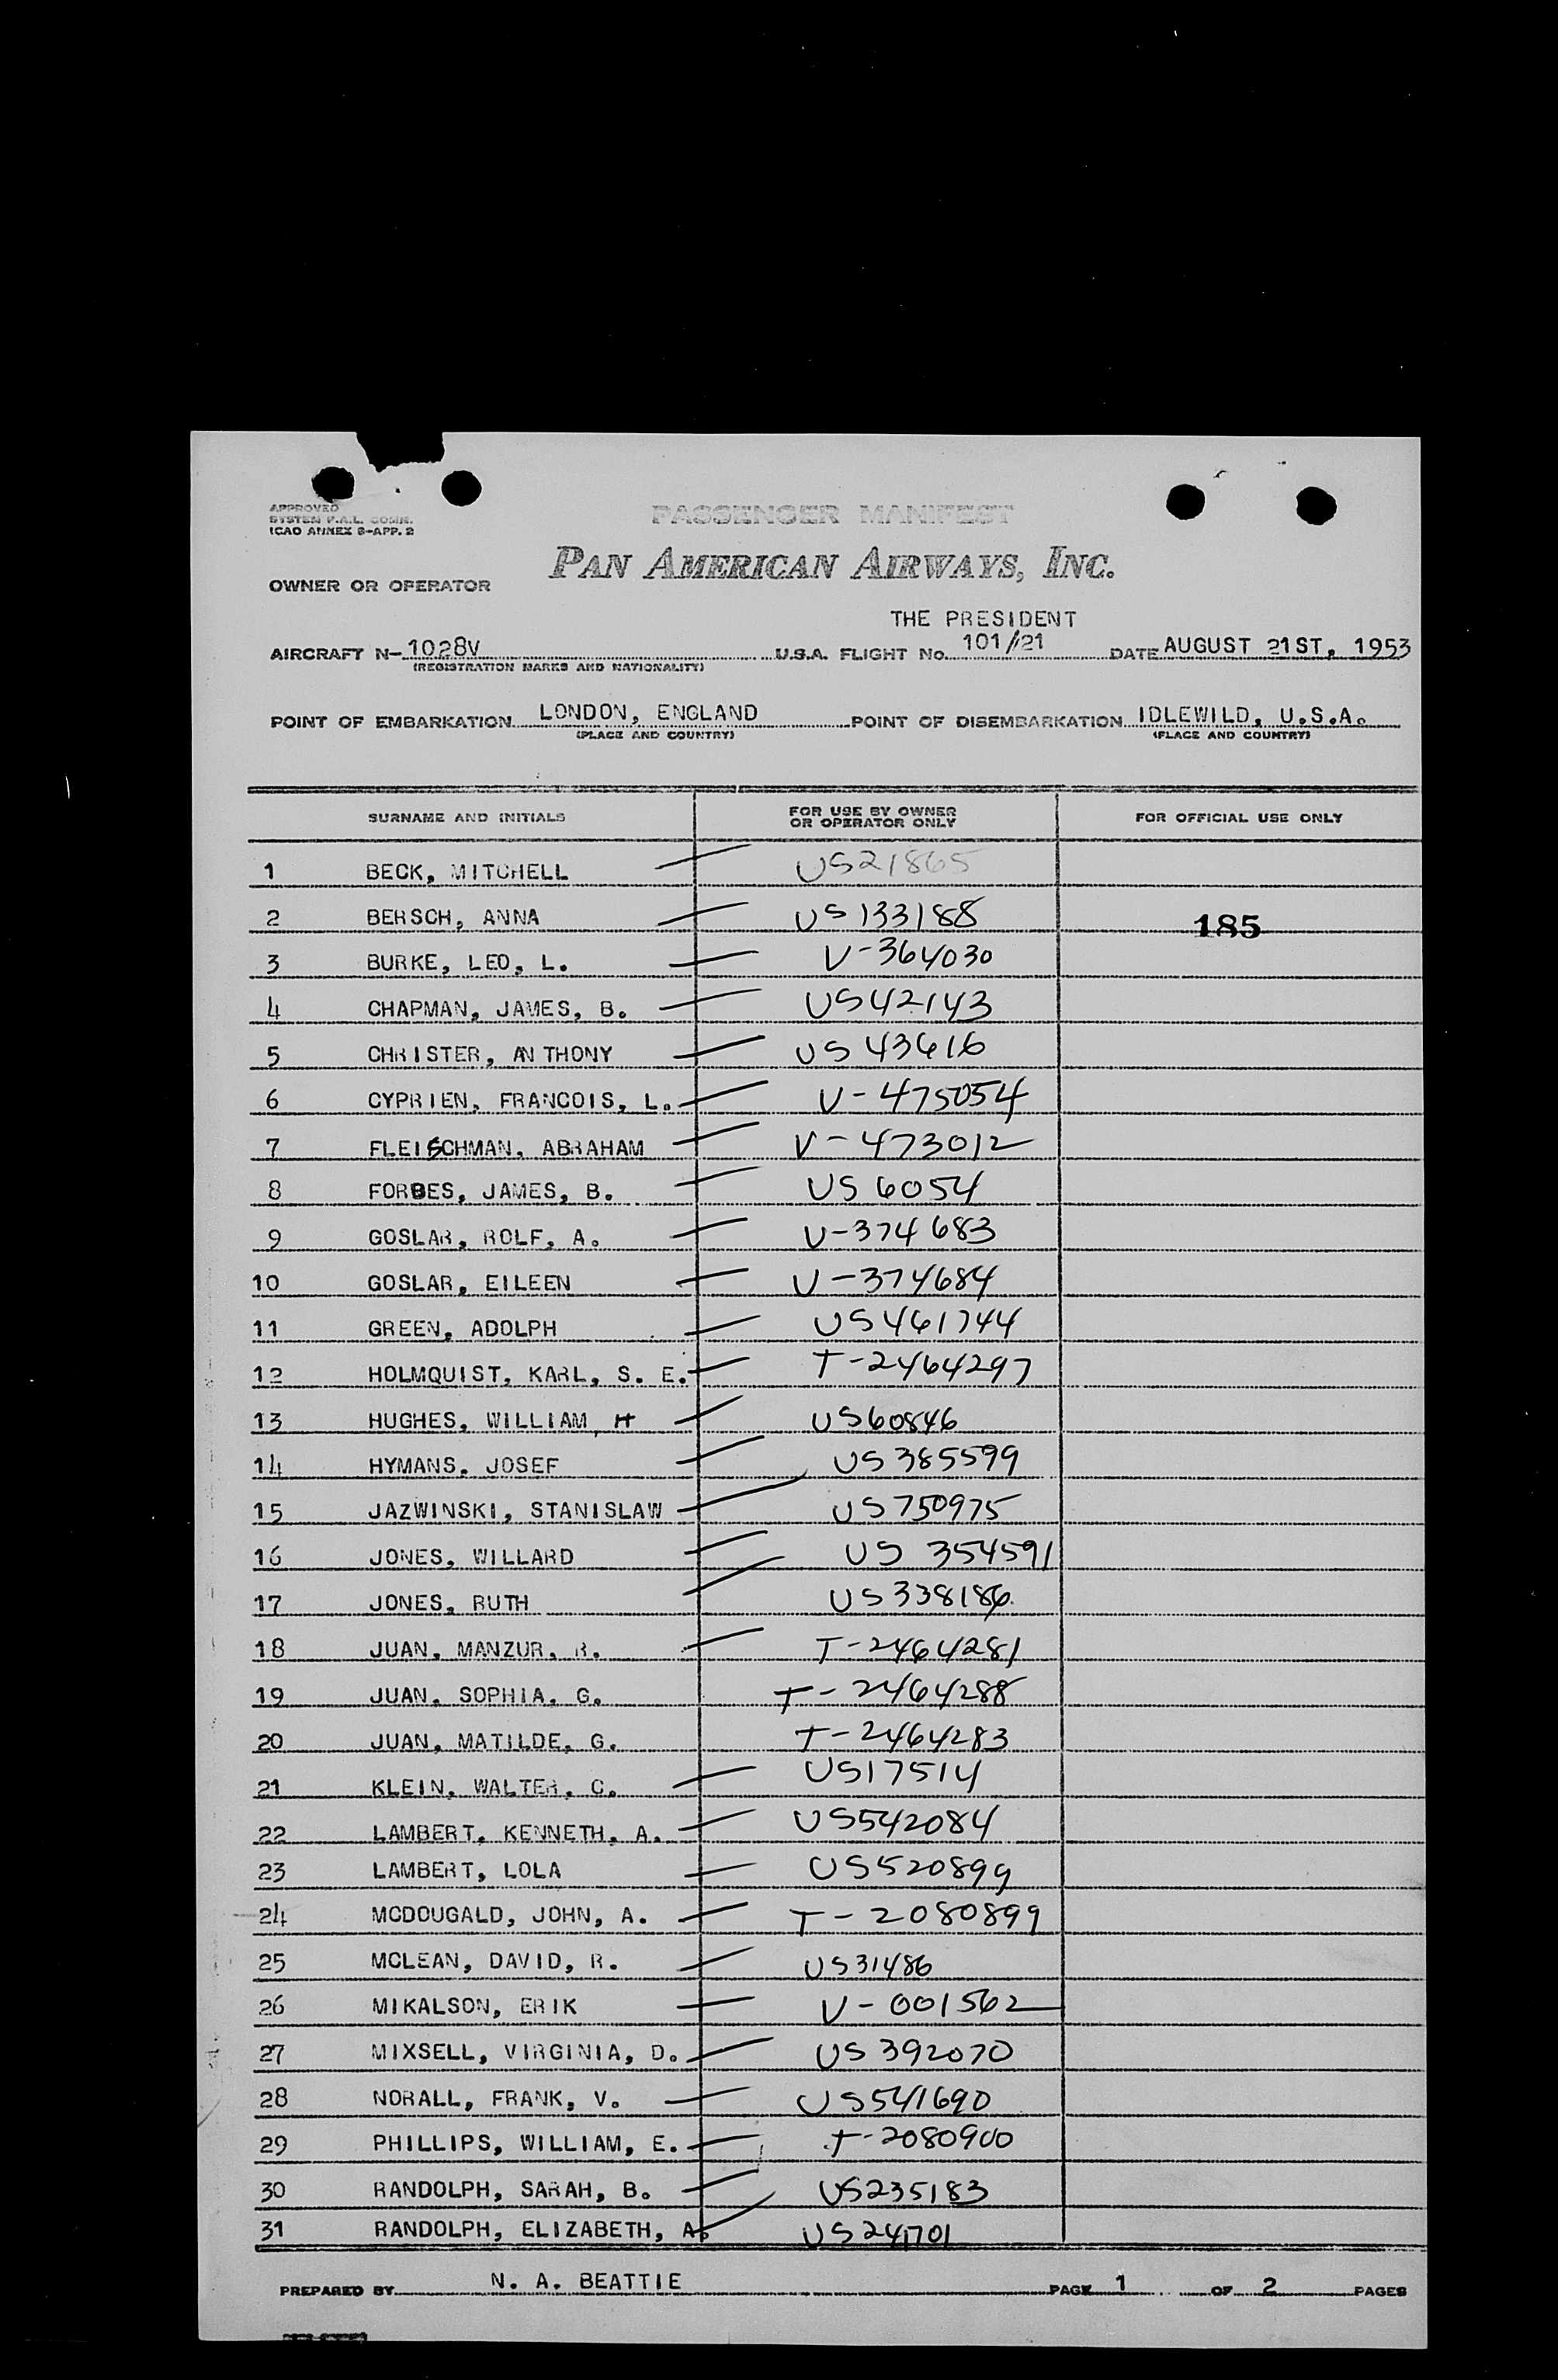 APPROVED
SYSTEM P.A.L. COMM.
ICAO ANNEX 9-APP. 2
PASSENGER MANIFEST
PAN AMERICAN AIRWAYS, INC.
OWNER OR OPERATOR
THE PRESIDENT
AIRCRAFT N- 1028V U.S.A. FLIGHT No. 101/21 DATE AUGUST 21ST, 1953
(REGISTRATION MARKS AND NATIONALITY)
POINT OF EMBARKATION LONDON, ENGLAND POINT OF DISEMBARKATION IDLEWILD, U.S.A.
(PLACE AND COUNTRY) (PLACE AND COUNTRY)
SURNAME AND INITIALS FOR USE BY OWNER OR OPERATOR ONLY FOR OFFICIAL USE ONLY
1 BECK, MITCHELL US21865
2 BERSCH, ANNA US133188 185
3 BURKE, LEO, L. V-364030
4 CHAPMAN, JAMES, B. US42143
5 CHRISTER, ANTHONY US43616
6 CYPRIEN, FRANCOIS, L. V-475054
7 FLEISCHMAN, ABRAHAM V-473012
8 FORBES, JAMES, B. US6054
9 GOSLAR, ROLF, A. V-374683
10 GOSLAR, EILEEN V-374684
11 GREEN, ADOLPH US461744
12 HOLMQUIST, KARL, S. E. T-2464297
13 HUGHES, WILLIAM, H US60846
14 HYMANS, JOSEF US385599
15 JAZWINSKI, STANISLAW US750975
16 JONES, WILLARD US 354591
17 JONES, RUTH US338186
18 JUAN, MANZUR, R. T-2464281
19 JUAN, SOPHIA, G. T-2464288
20 JUAN, MATILDE, G. T-2464283
21 KLEIN, WALTER, C. US17514
22 LAMBERT, KENNETH, A. US542084
23 LAMBERT, LOLA US520899
24 MCDOUGALD, JOHN, A. T-2080899
25 MCLEAN, DAVID, R. US31486
26 MIKALSON, ERIK V-001562
27 MIXSELL, VIRGINIA, D. US392070
28 NORALL, FRANK, V. US541690
29 PHILLIPS, WILLIAM, E. T-2080900
30 RANDOLPH, SARAH, B. US235183
31 RANDOLPH, ELIZABETH, A. US241701
PREPARED BY N. A. BEATTIE PAGE 1 OF 2 PAGES